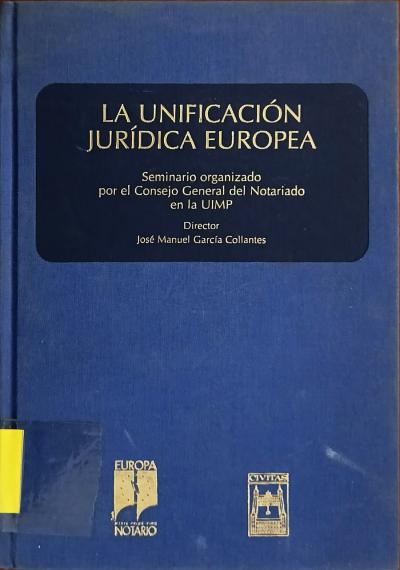 LA UNIFICACIÓN
JURÍDICA EUROPEA
Seminario organizado
por el Consejo General del Notariado
en la UIMP
Director
José Manuel García Collantes
EUROPA
NOTARIO
CIVITAS